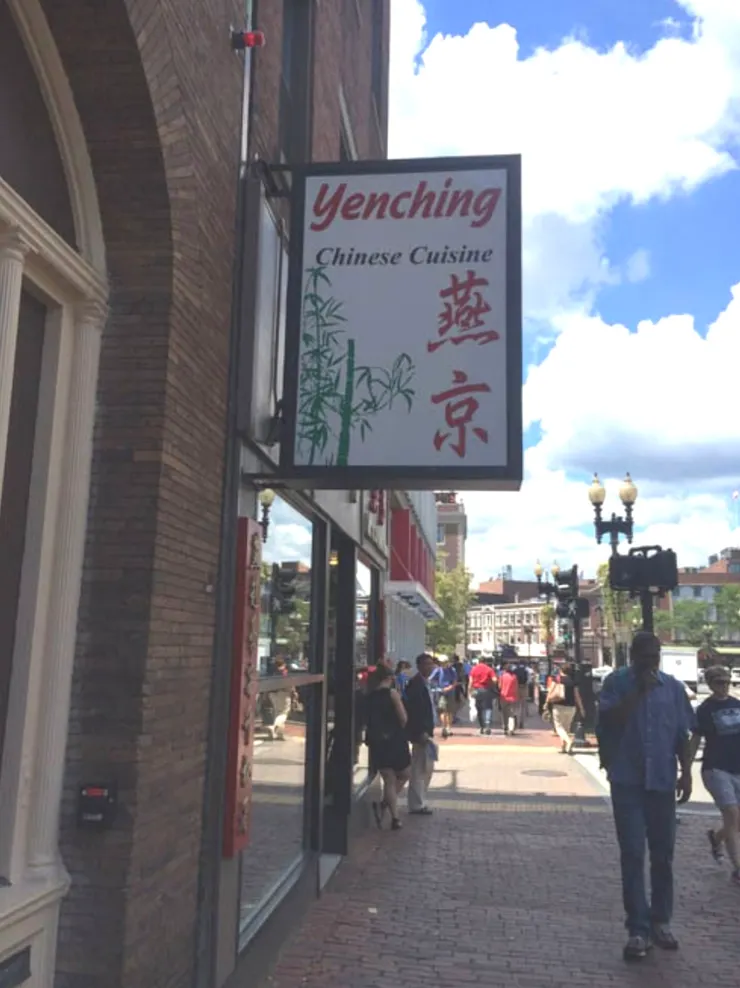 Yenching
Chinese Cuisine
燕
京